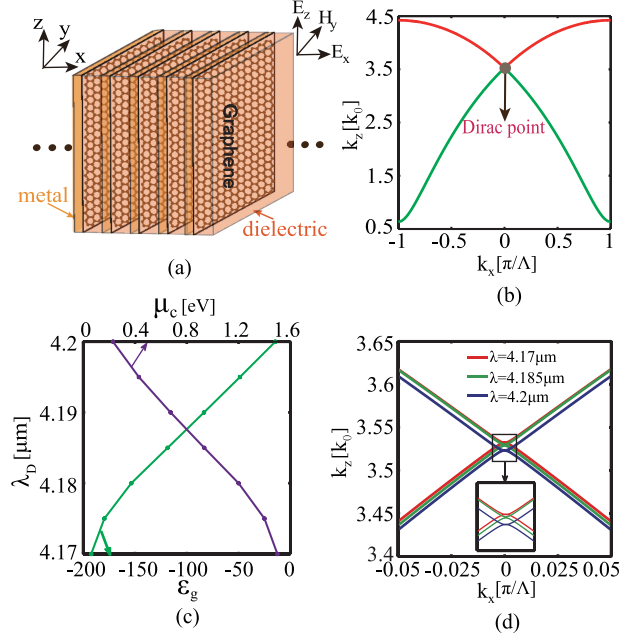 z
y
x
E_z
H_y
E_x
Graphene
metal
dielectric
(a)
4.5
3.5
2.5
1.5
0.5
k_z[k_0]
Dirac point
-1 -0.5 0 0.5 1
k_x[π/Λ]
(b)
μ_c[eV]
0 0.4 0.8 1.2 1.6
4.2
4.19
4.18
4.17
λ_D [μm]
-200 -150 -100 -50 0
ε_g
(c)
3.65
3.6
3.55
3.5
3.45
3.4
k_z[k_0]
λ=4.17μm
λ=4.185μm
λ=4.2μm
-0.05 -0.025 0 0.025 0.05
k_x[π/Λ]
(d)